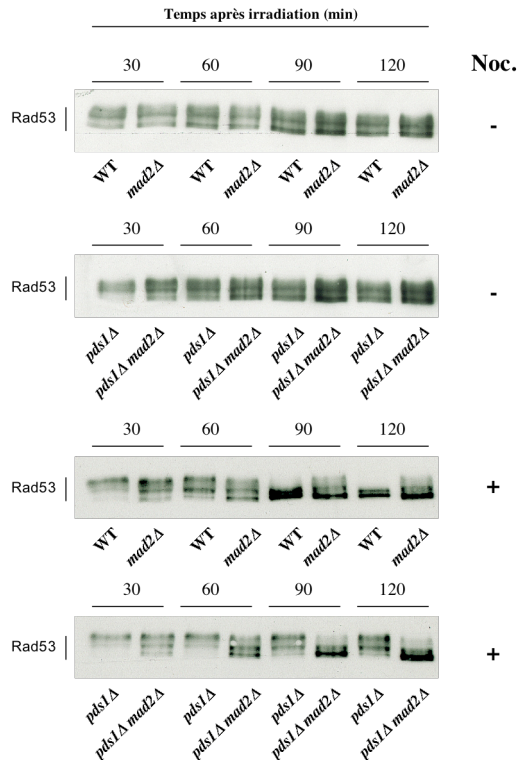 Temps après irradiation (min)
30 60 90 120 Noc.
Rad53 -
WT mad2Δ WT mad2Δ WT mad2Δ WT mad2Δ
30 60 90 120
Rad53 -
pds1Δ pds1Δ mad2Δ pds1Δ pds1Δ mad2Δ pds1Δ pds1Δ mad2Δ pds1Δ pds1Δ mad2Δ
30 60 90 120
Rad53 +
WT mad2Δ WT mad2Δ WT mad2Δ WT mad2Δ
30 60 90 120
Rad53 +
pds1Δ pds1Δ mad2Δ pds1Δ pds1Δ mad2Δ pds1Δ pds1Δ mad2Δ pds1Δ pds1Δ mad2Δ